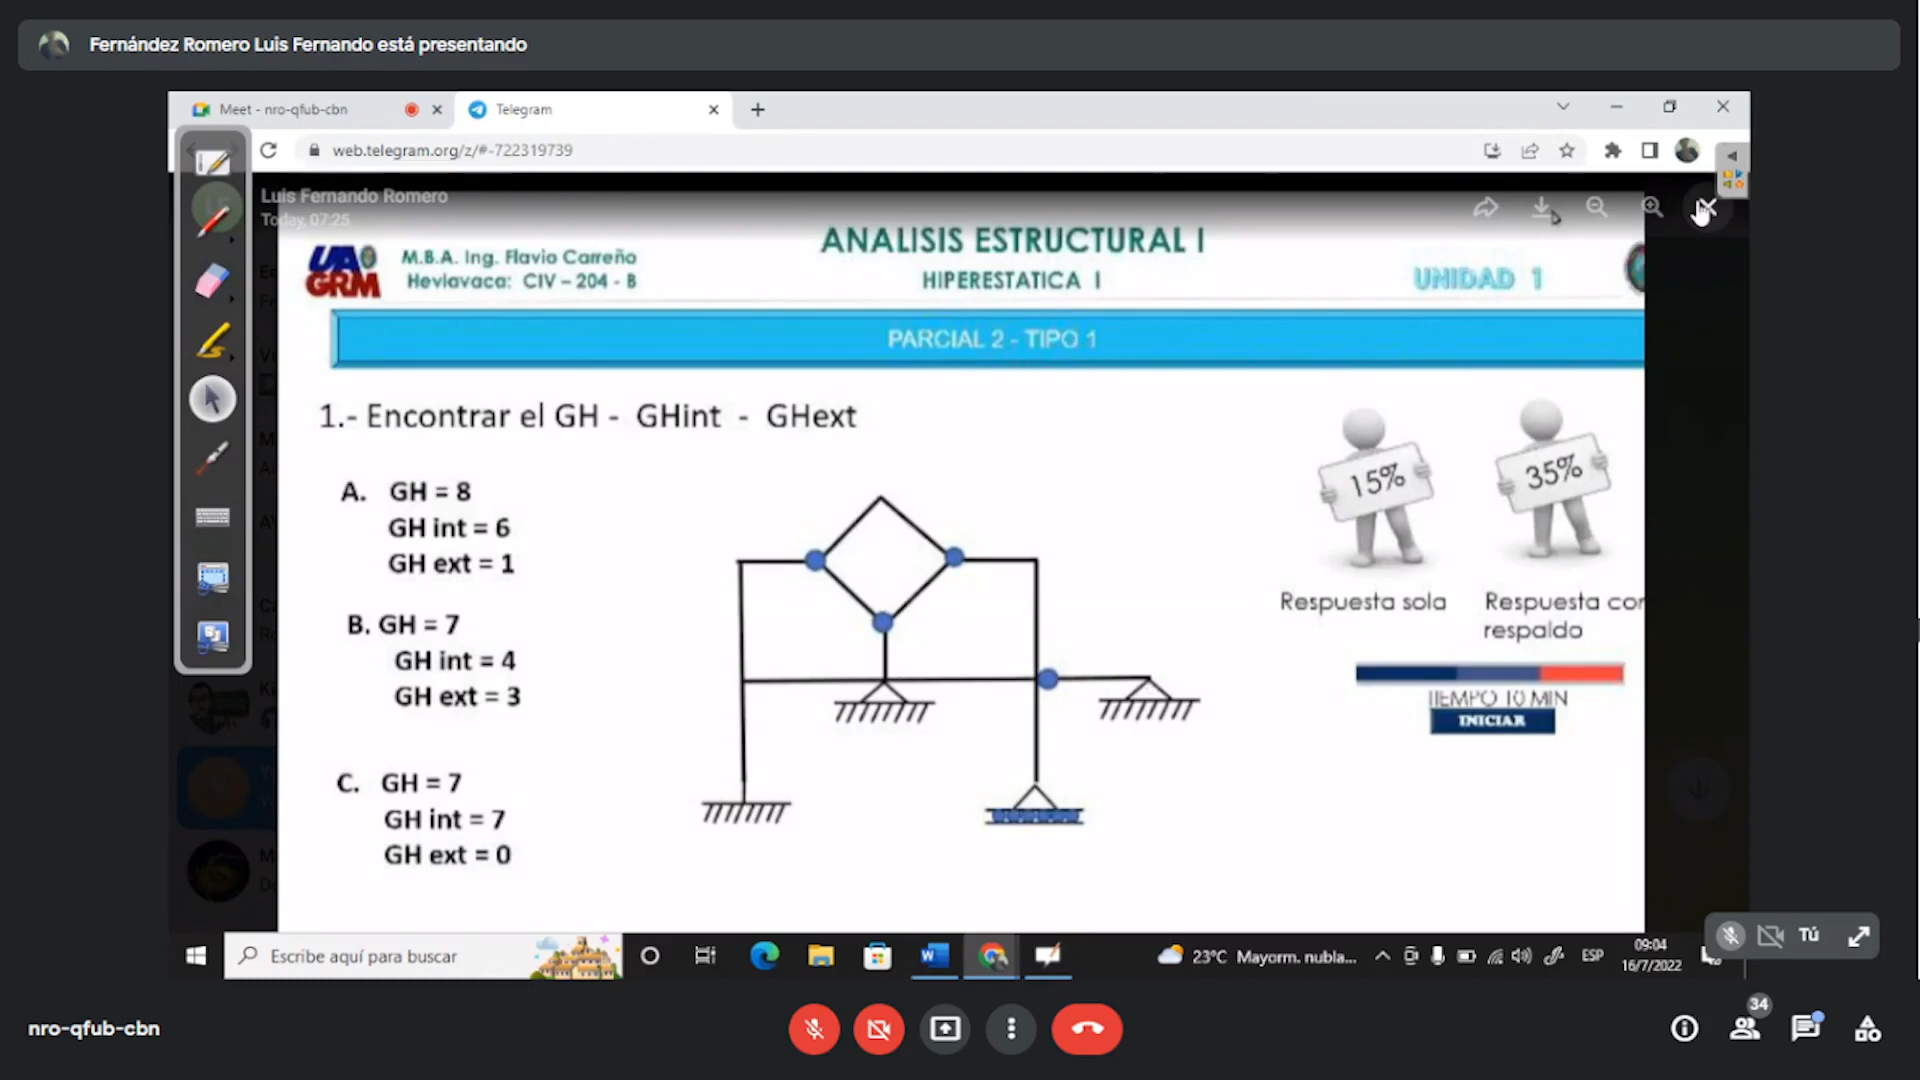 Fernández Romero Luis Fernando está presentando
Meet - nro-qfub-cbn
Telegram
web.telegram.org/z/#-722319739
Luis Fernando Romero
Today, 07:25
UAGRM
M.B.A. Ing. Flavio Carreño
Heviavaca: CIV – 204 - B
ANALISIS ESTRUCTURAL I
HIPERESTATICA I
UNIDAD 1
PARCIAL 2 - TIPO 1
1.- Encontrar el GH - GHint - GHext
A. GH = 8
GH int = 6
GH ext = 1
B. GH = 7
GH int = 4
GH ext = 3
C. GH = 7
GH int = 7
GH ext = 0
15%
35%
Respuesta sola
Respuesta con
respaldo
TIEMPO 10 MIN
INICIAR
Escribe aquí para buscar
23°C Mayorm. nubla...
ESP
09:04
16/7/2022
Tú
nro-qfub-cbn
34